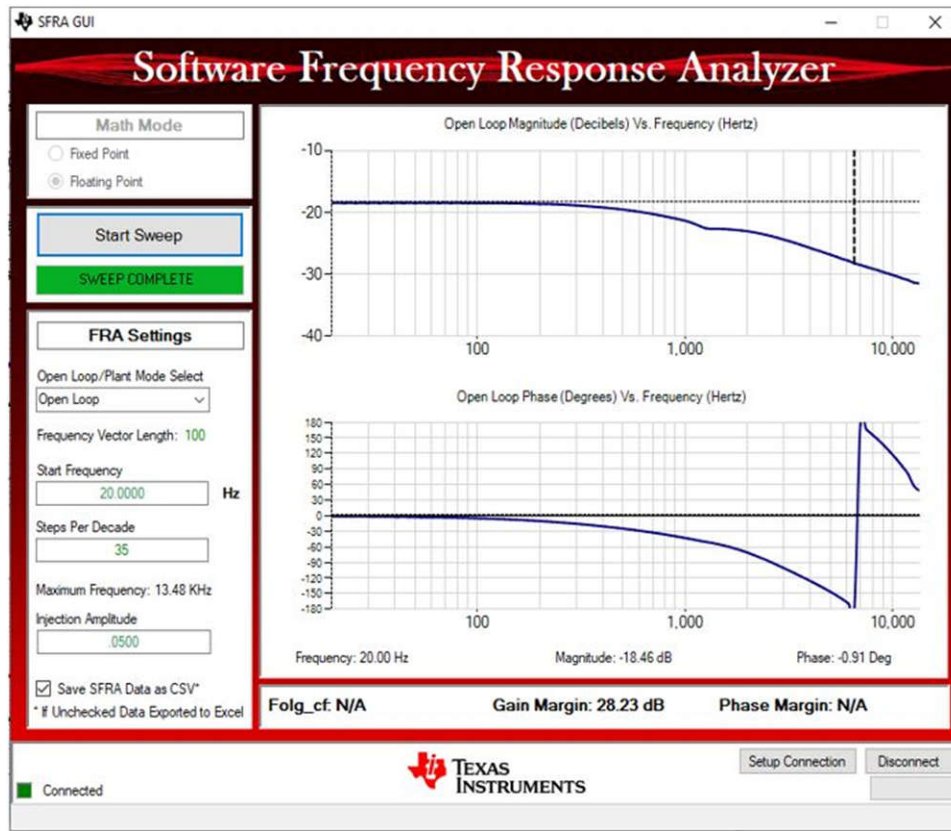 SFRA GUI
Software Frequency Response Analyzer
Math Mode
Fixed Point
Floating Point
Start Sweep
SWEEP COMPLETE
FRA Settings
Open Loop/Plant Mode Select
Open Loop
Frequency Vector Length: 100
Start Frequency
20.0000 Hz
Steps Per Decade
35
Maximum Frequency: 13.48 KHz
Injection Amplitude
.0500
Save SFRA Data as CSV*
* If Unchecked Data Exported to Excel
Open Loop Magnitude (Decibels) Vs. Frequency (Hertz)
-10
-20
-30
-40
100 1,000 10,000
Open Loop Phase (Degrees) Vs. Frequency (Hertz)
180
150
120
90
60
30
0
-30
-60
-90
-120
-150
-180
100 1,000 10,000
Frequency: 20.00 Hz Magnitude: -18.46 dB Phase: -0.91 Deg
Folg_cf: N/A Gain Margin: 28.23 dB Phase Margin: N/A
Connected
TEXAS
INSTRUMENTS
Setup Connection Disconnect